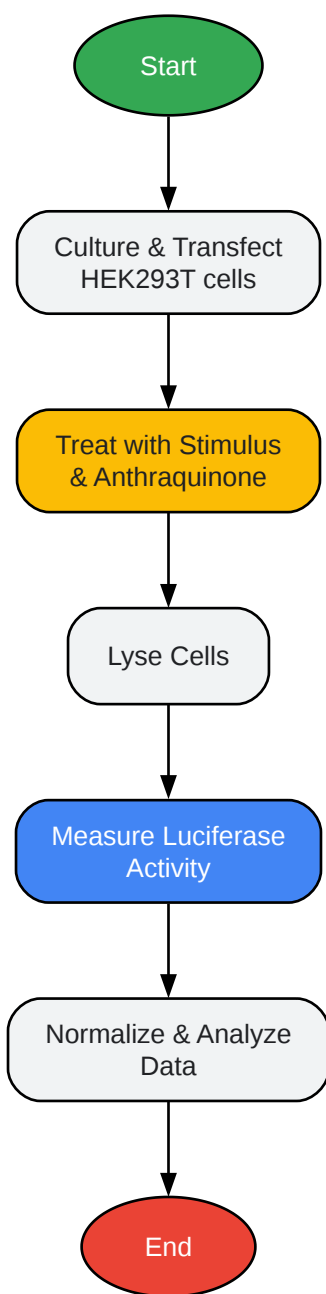 Start
Culture & Transfect
HEK293T cells
Treat with Stimulus
& Anthraquinone
Lyse Cells
Measure Luciferase
Activity
Normalize & Analyze
Data
End